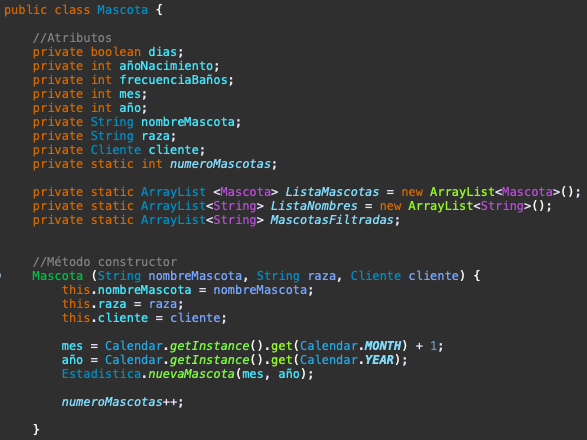 public class Mascota {
//Atributos
private boolean dias;
private int añoNacimiento;
private int frecuenciaBaños;
private int mes;
private int año;
private String nombreMascota;
private String raza;
private Cliente cliente;
private static int numeroMascotas;
private static ArrayList <Mascota> ListaMascotas = new ArrayList<Mascota>();
private static ArrayList<String> ListaNombres = new ArrayList<String>();
private static ArrayList<String> MascotasFiltradas;
//Método constructor
Mascota (String nombreMascota, String raza, Cliente cliente) {
this.nombreMascota = nombreMascota;
this.raza = raza;
this.cliente = cliente;
mes = Calendar.getInstance().get(Calendar.MONTH) + 1;
año = Calendar.getInstance().get(Calendar.YEAR);
Estadistica.nuevaMascota(mes, año);
numeroMascotas++;
}